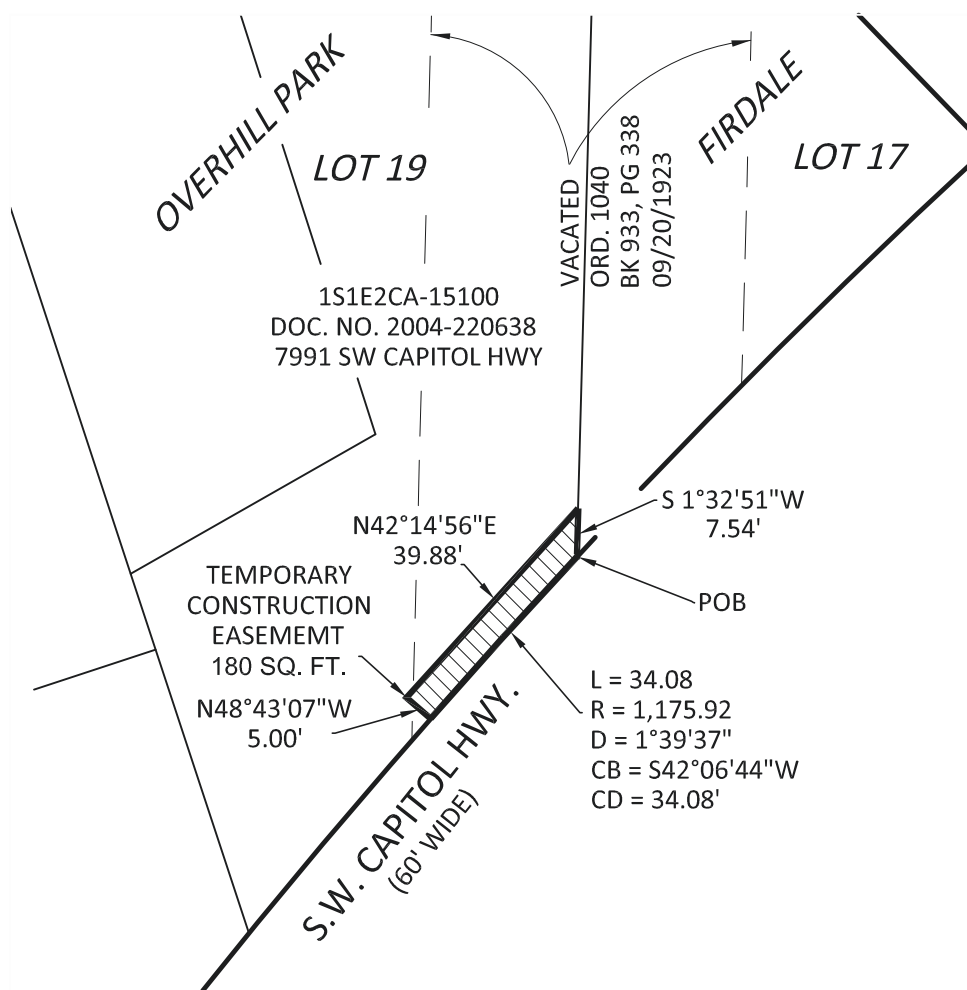 OVERHILL PARK
LOT 19
VACATED
ORD. 1040
BK 933, PG 338
09/20/1923
FIRDALE
LOT 17
1S1E2CA-15100
DOC. NO. 2004-220638
7991 SW CAPITOL HWY
N42°14'56"E
39.88'
S 1°32'51"W
7.54'
TEMPORARY
CONSTRUCTION
EASEMEMT
180 SQ. FT.
POB
N48°43'07"W
5.00'
L = 34.08
R = 1,175.92
D = 1°39'37"
CB = S42°06'44"W
CD = 34.08'
S.W. CAPITOL HWY.
(60' WIDE)